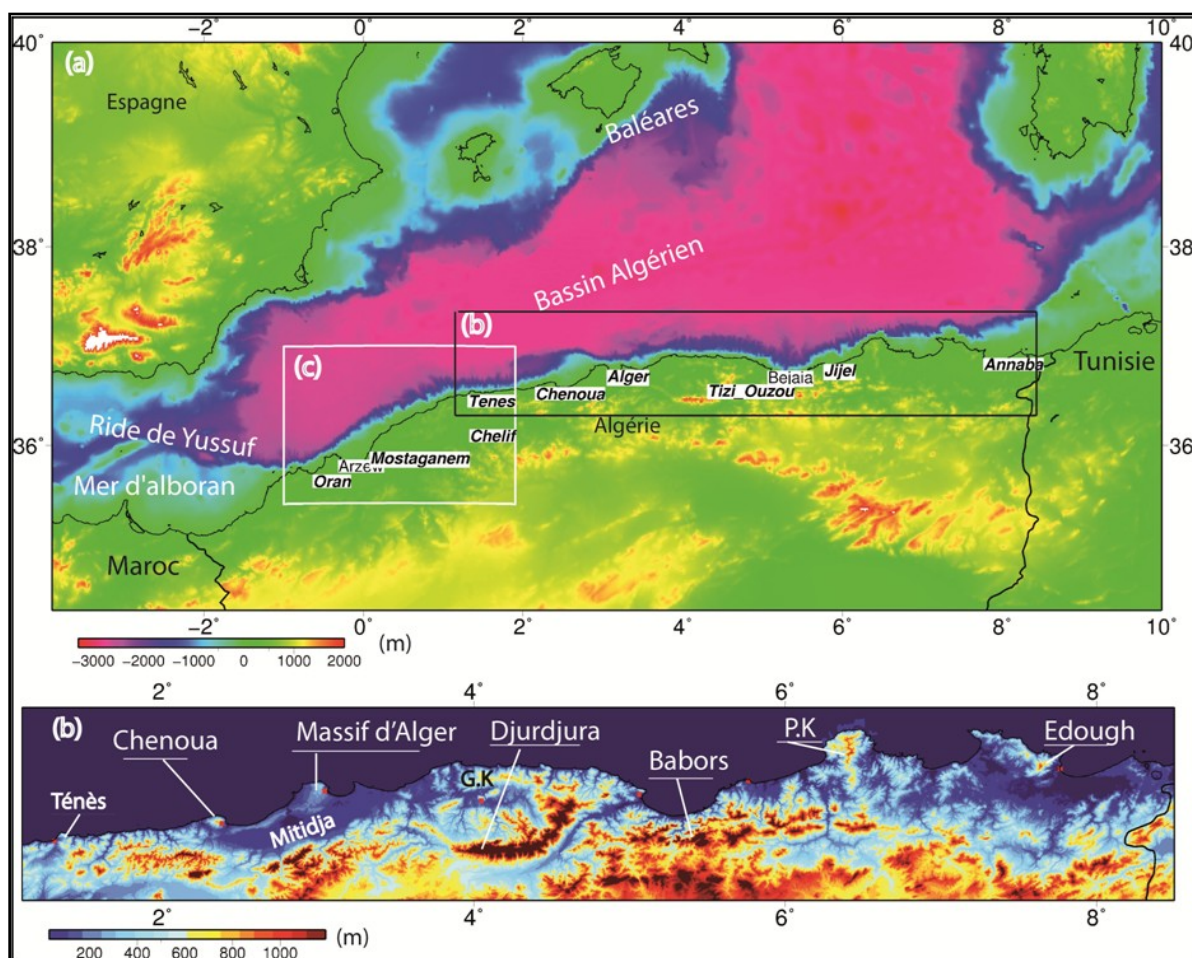 −2° 0 2 4 6 8 10°
40° 40
(a)
Espagne
Baléares
38 38
Bassin Algérien
(b)
(c)
Alger
Jijel
Bejaia
Annaba
Tunisie
Tenes
Chenoua
Tizi_Ouzou
Algérie
Ride de Yussuf
Chelif
36 36
Mostaganem
Arzew
Oran
Mer d'alboran
Maroc
−2° 0 2 4 6 8 10°
−3000 −2000 −1000 0 1000 2000 (m)
2° 4° 6° 8°
(b)
Chenoua
Massif d'Alger
Djurdjura
P.K
Edough
Babors
G.K
Ténès
Mitidja
2° 4° 6° 8°
200 400 600 800 1000 (m)